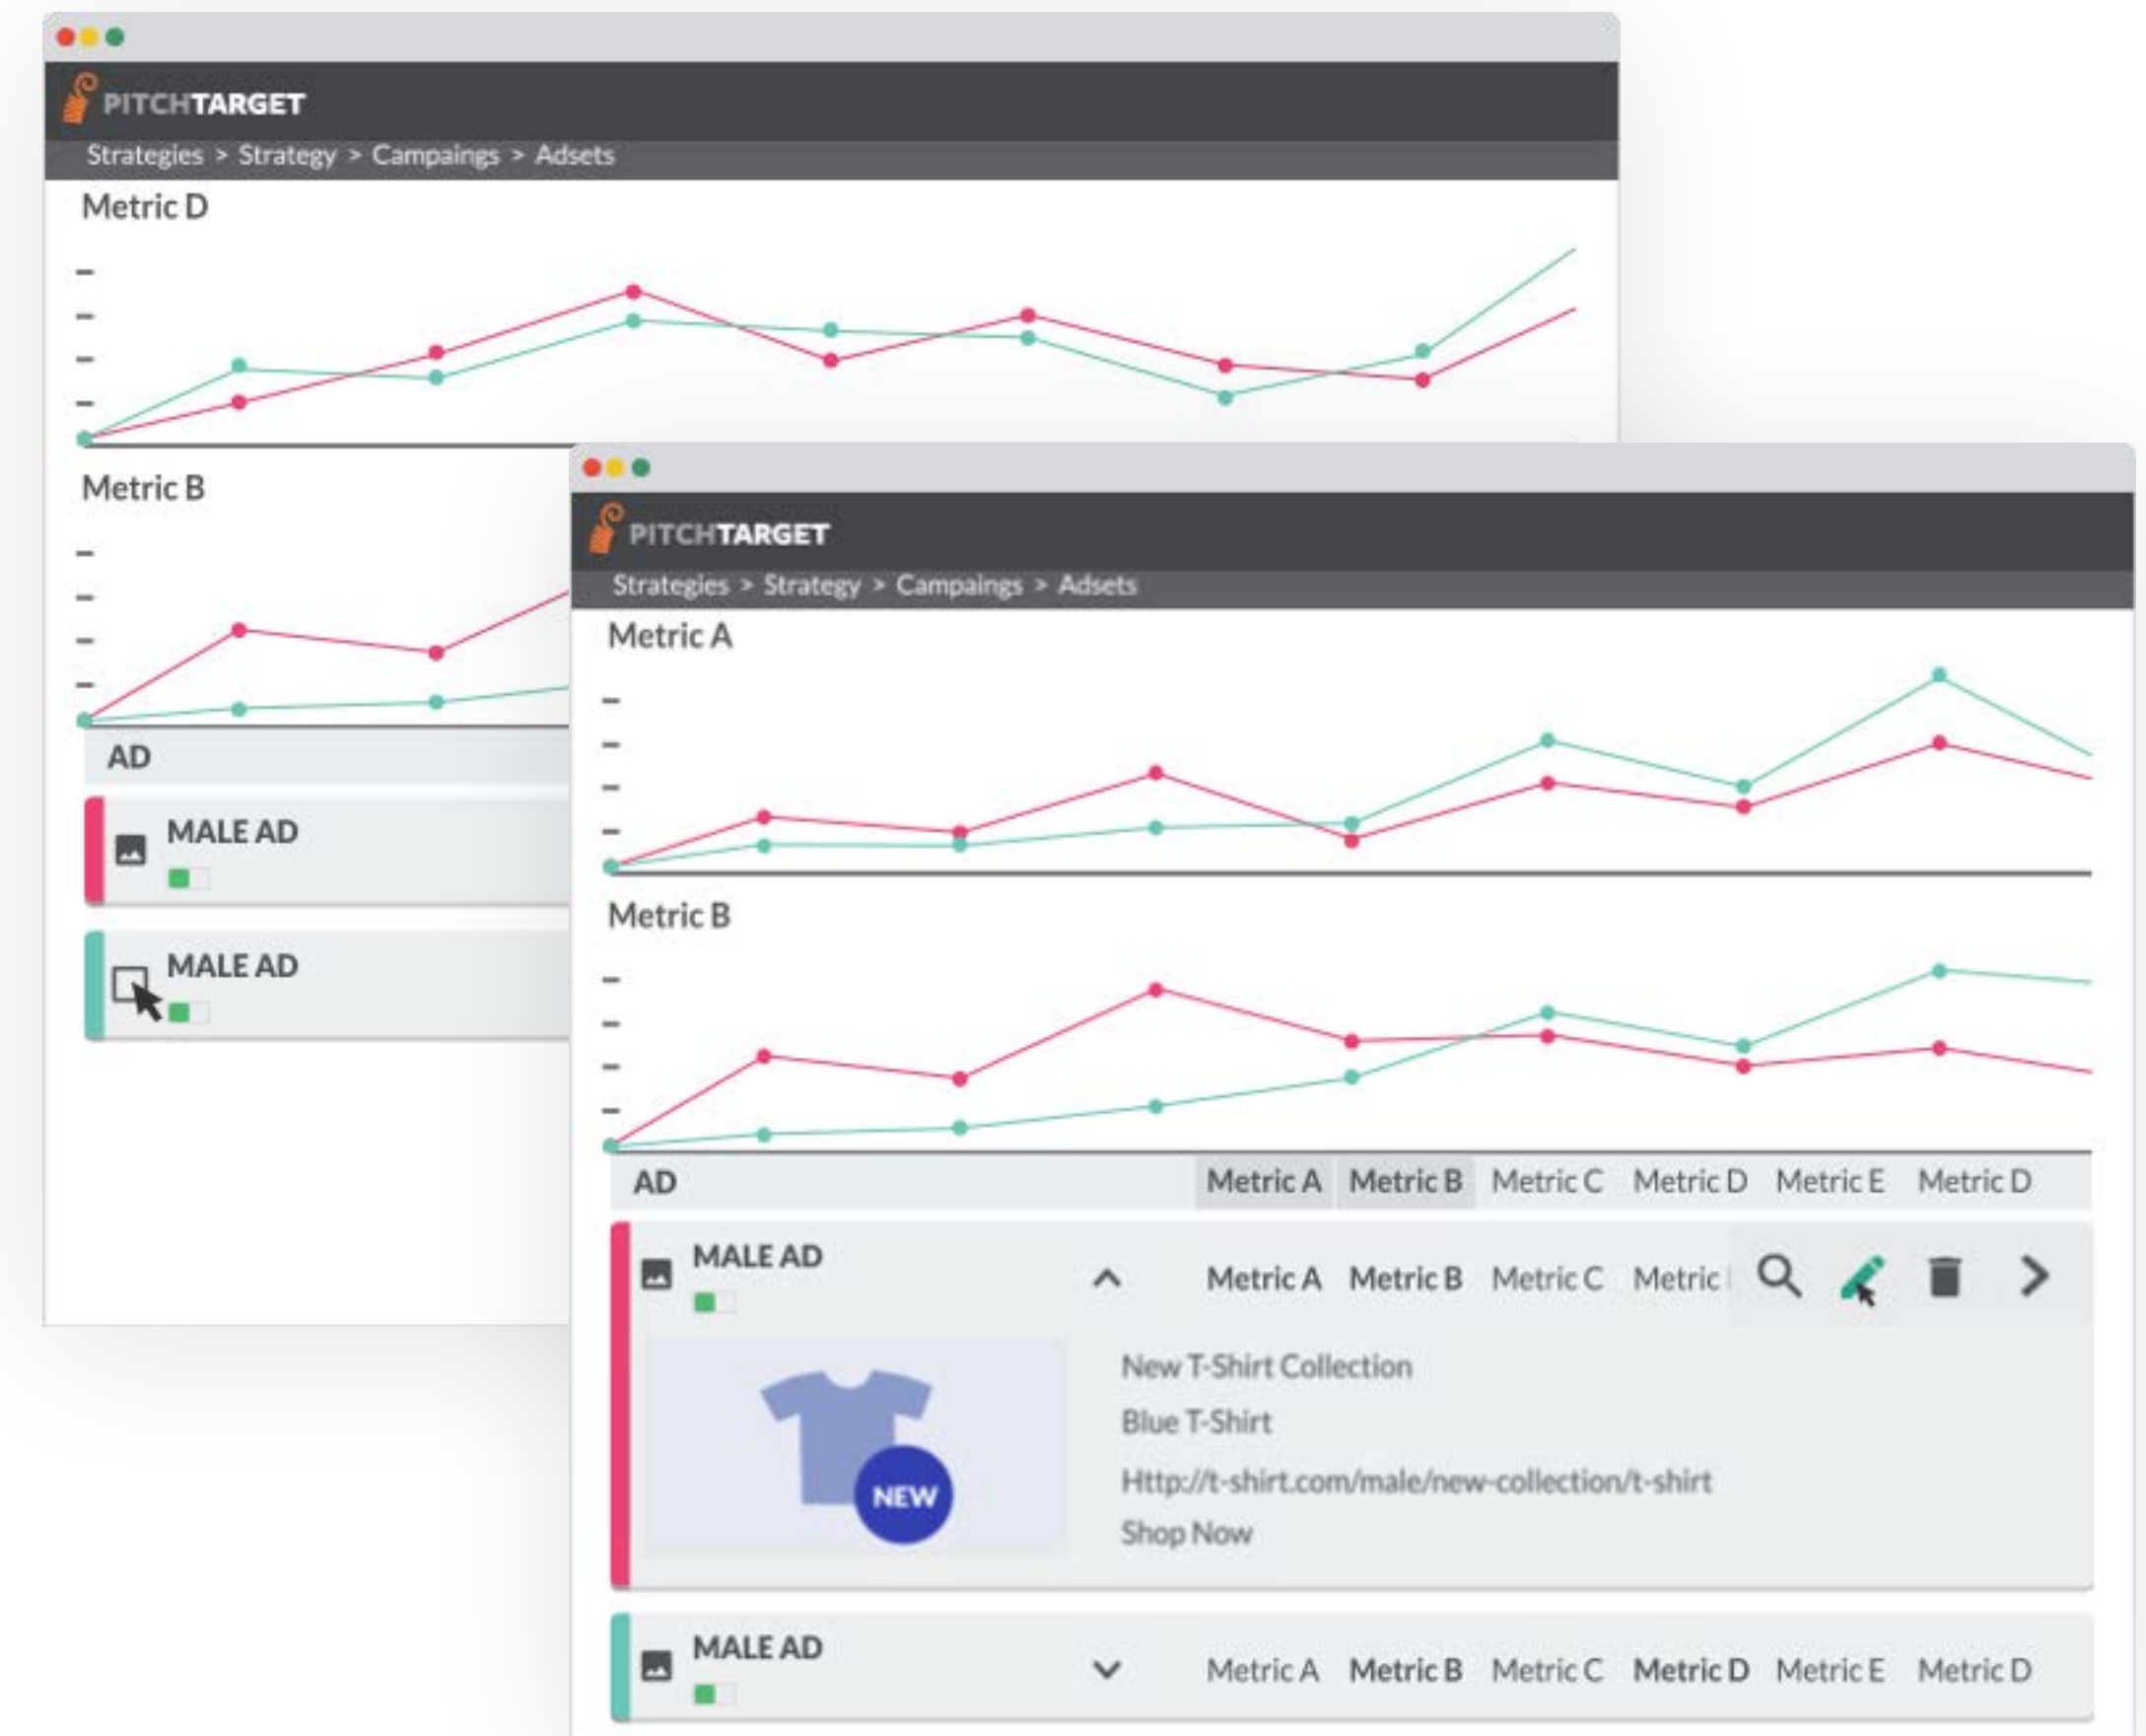 PITCHTARGET
Strategies > Strategy > Campaings > Adsets
Metric D
Metric B
AD
MALE AD
MALE AD
PITCHTARGET
Strategies > Strategy > Campaings > Adsets
Metric A
Metric B
AD Metric A Metric B Metric C Metric D Metric E Metric D
MALE AD Metric A Metric B Metric C Metric
NEW
New T-Shirt Collection
Blue T-Shirt
Http://t-shirt.com/male/new-collection/t-shirt
Shop Now
MALE AD Metric A Metric B Metric C Metric D Metric E Metric D